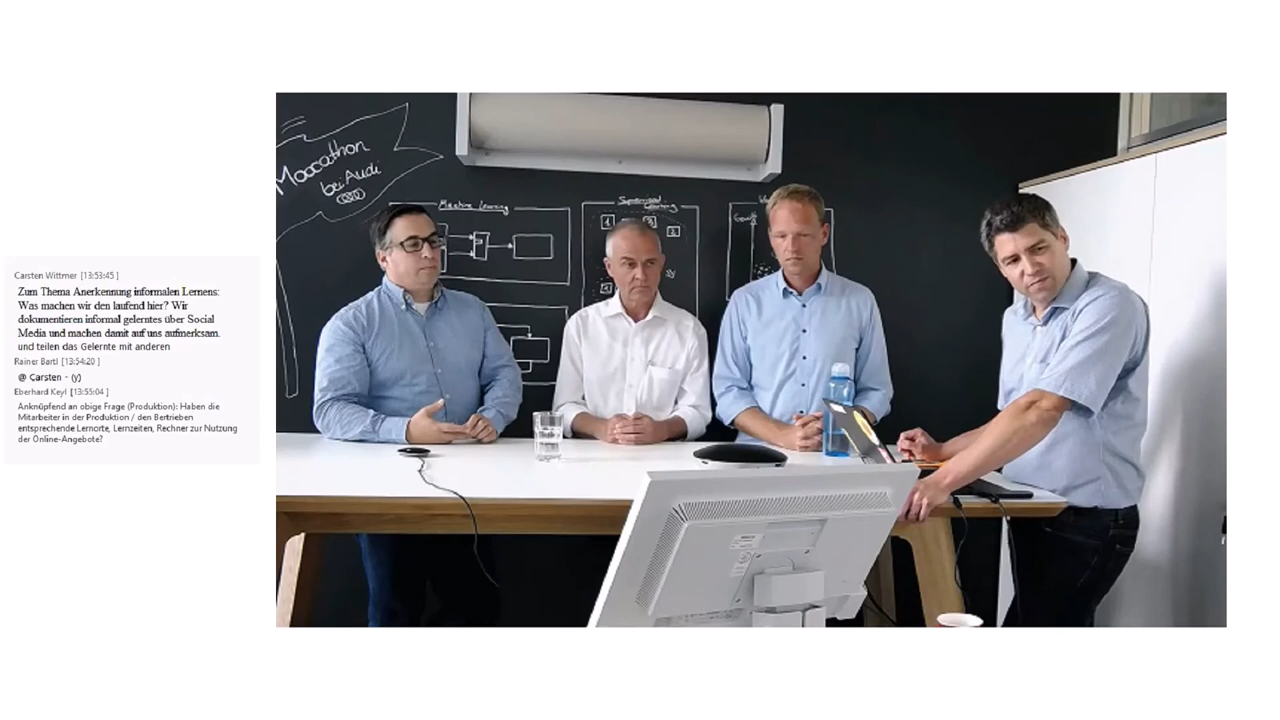 Carsten Wittmer [13:53:45 ]
Zum Thema Anerkennung informalen Lernens:
Was machen wir den laufend hier? Wir
dokumentieren informal gelerntes über Social
Media und machen damit auf uns aufmerksam.
und teilen das Gelernte mit anderen
Rainer Bartl [13:54:20 ]
@ Carsten - (y)
Eberhard Keyl [13:55:04 ]
Anknüpfend an obige Frage (Produktion): Haben die
Mitarbeiter in der Produktion / den Bertrieben
entsprechende Lernorte, Lernzeiten, Rechner zur Nutzung
der Online-Angebote?
Moocathon
bei Audi
Machine Learning
Supervised
Learning
1
3